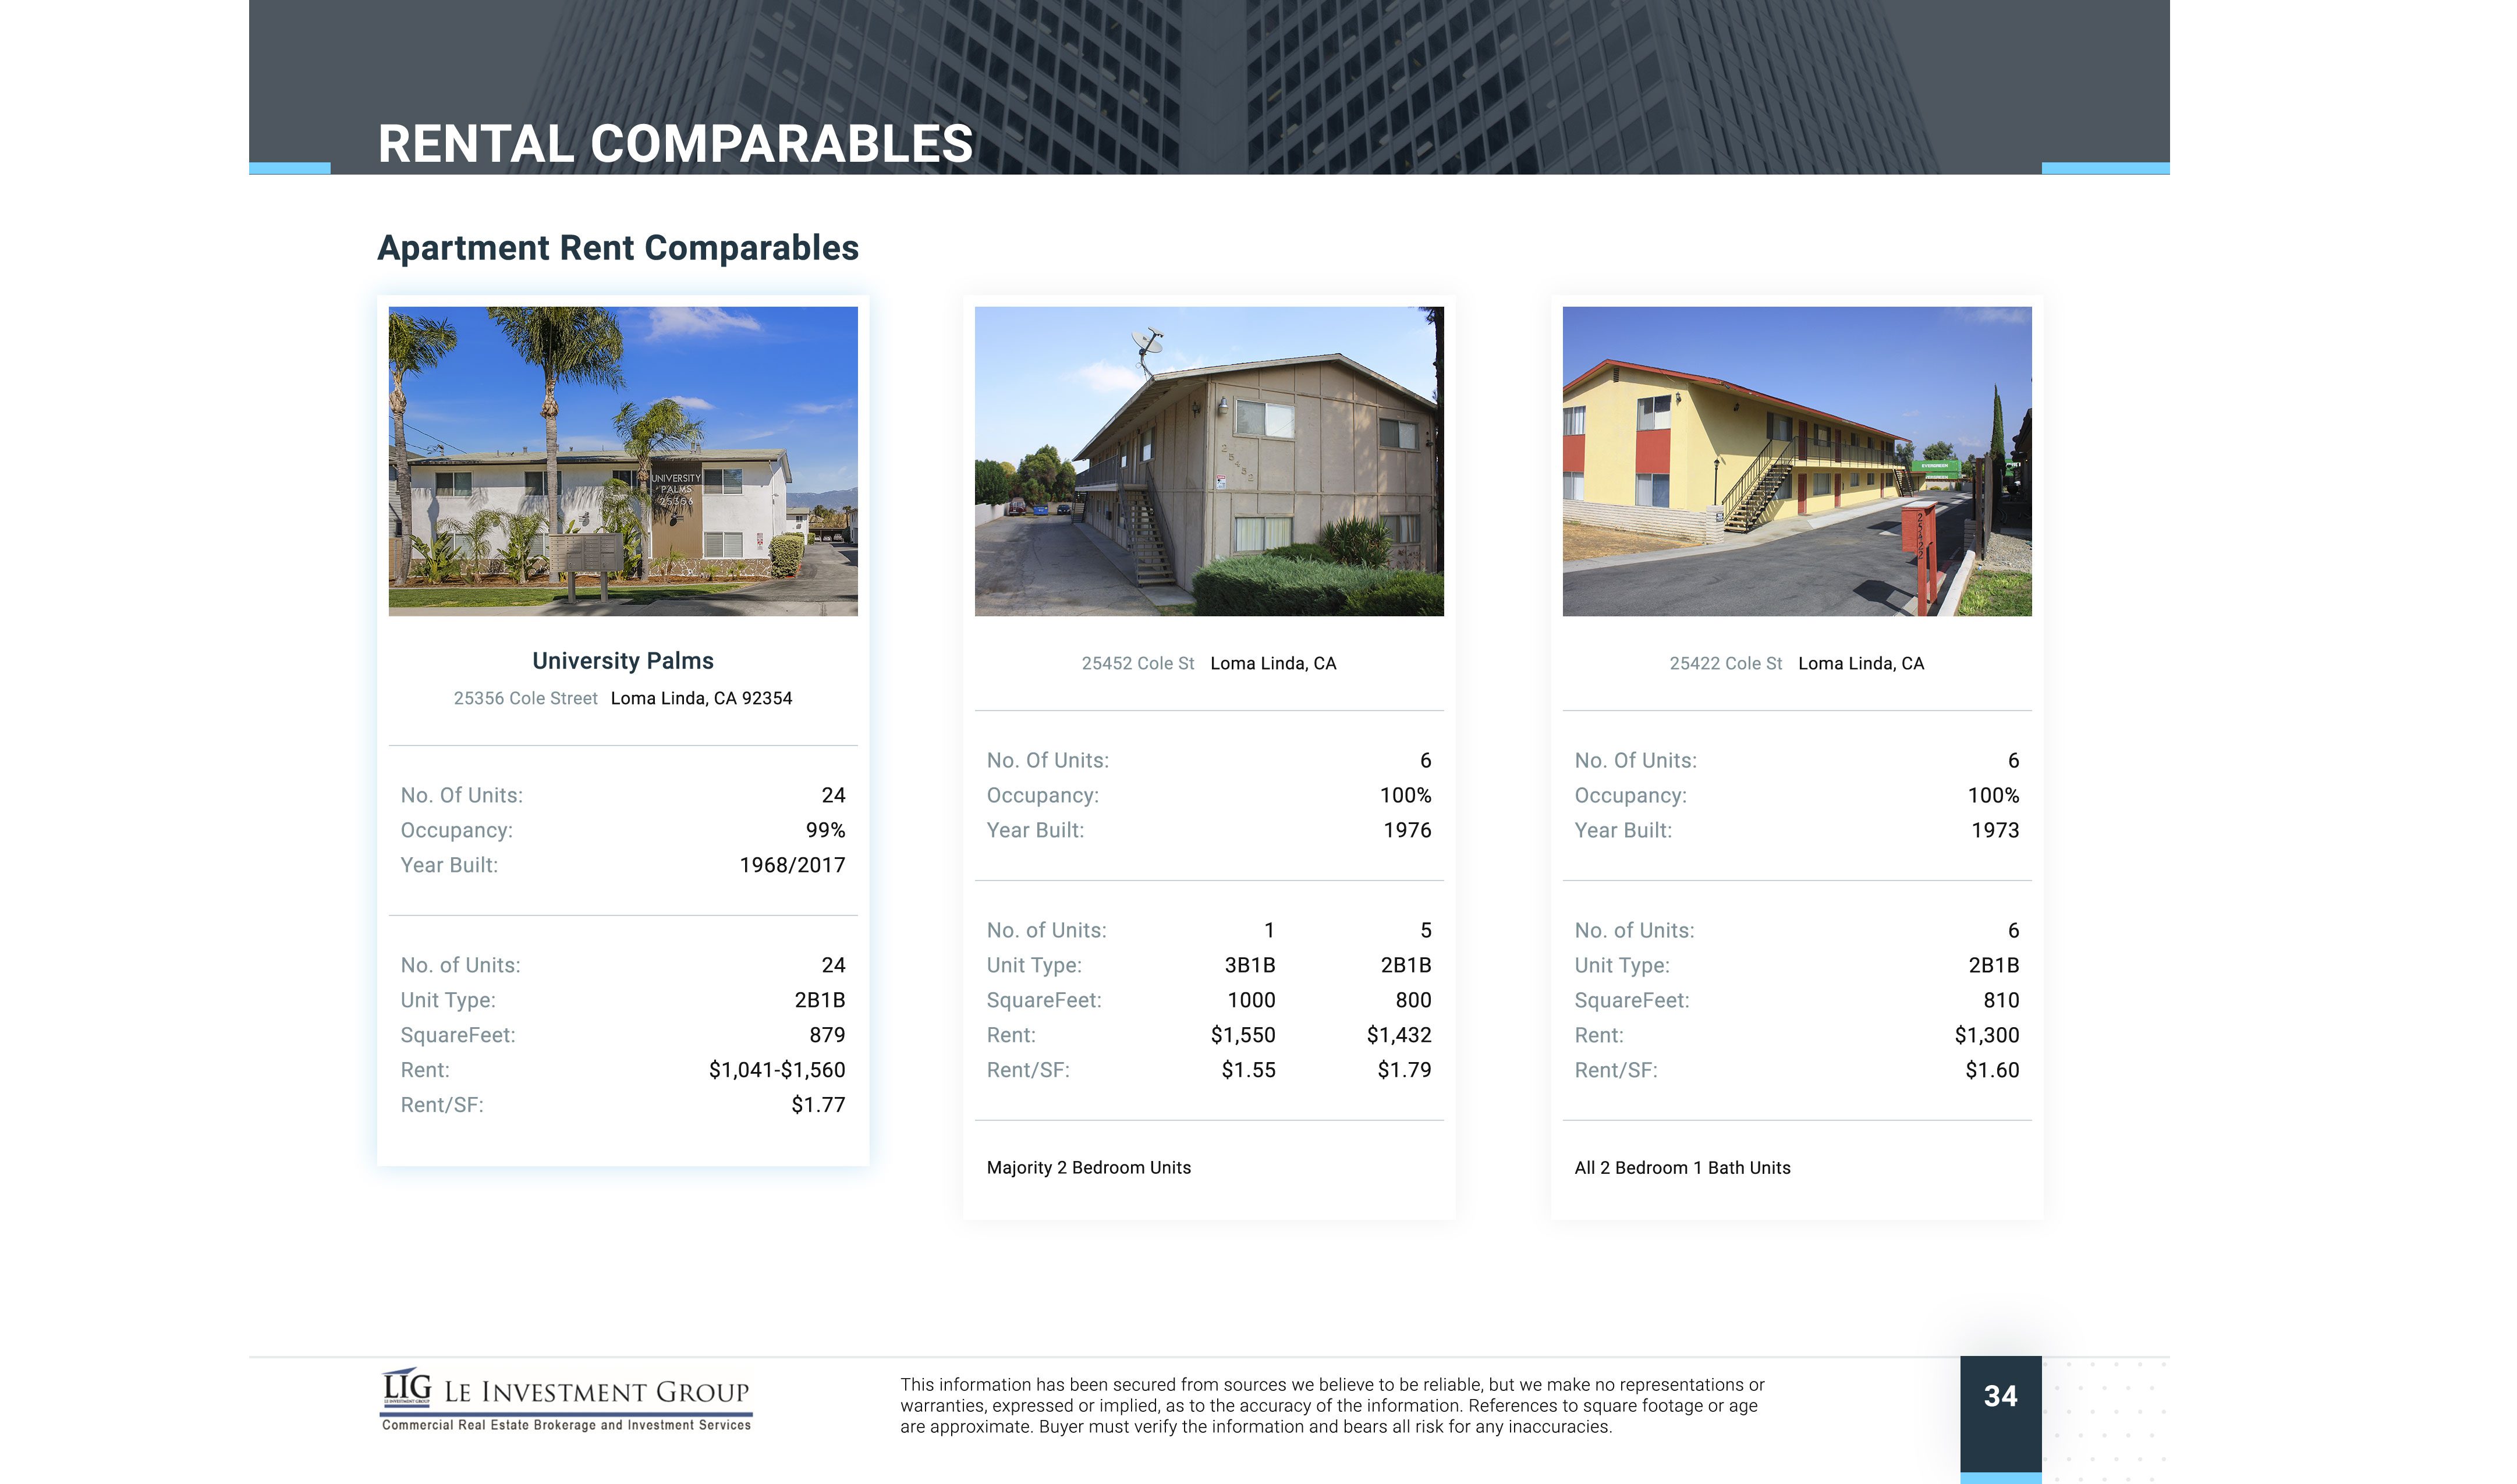 RENTAL COMPARABLES
Apartment Rent Comparables
UNIVERSITY
PALMS
25356
University Palms
25356 Cole Street Loma Linda, CA 92354
No. Of Units: 24
Occupancy: 99%
Year Built: 1968/2017
No. of Units: 24
Unit Type: 2B1B
SquareFeet: 879
Rent: $1,041-$1,560
Rent/SF: $1.77
25452
25452 Cole St Loma Linda, CA
No. Of Units: 6
Occupancy: 100%
Year Built: 1976
No. of Units: 1 5
Unit Type: 3B1B 2B1B
SquareFeet: 1000 800
Rent: $1,550 $1,432
Rent/SF: $1.55 $1.79
Majority 2 Bedroom Units
EVERGREEN
25422
25422 Cole St Loma Linda, CA
No. Of Units: 6
Occupancy: 100%
Year Built: 1973
No. of Units: 6
Unit Type: 2B1B
SquareFeet: 810
Rent: $1,300
Rent/SF: $1.60
All 2 Bedroom 1 Bath Units
LIG LE INVESTMENT GROUP
LE INVESTMENT GROUP
Commercial Real Estate Brokerage and Investment Services
This information has been secured from sources we believe to be reliable, but we make no representations or
warranties, expressed or implied, as to the accuracy of the information. References to square footage or age
are approximate. Buyer must verify the information and bears all risk for any inaccuracies.
34